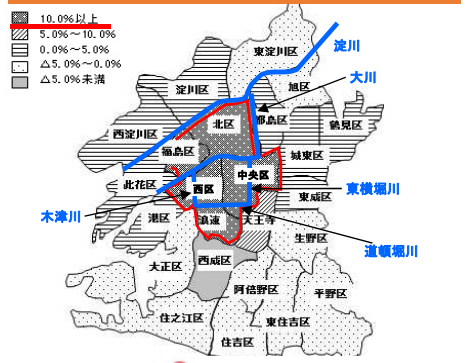 10.0%以上
5.0%～10.0%
0.0%～5.0%
△5.0%～0.0%
△5.0%未満
淀川
東淀川区
旭区
大川
淀川区
北区
都島区
鶴見区
西淀川区
福島区
城東区
此花区
西区
中央区
東成区
東横堀川
木津川
港区
浪速
天王寺
生野区
道頓堀川
大正区
西成区
阿倍野区
平野区
住之江区
東住吉区
住吉区